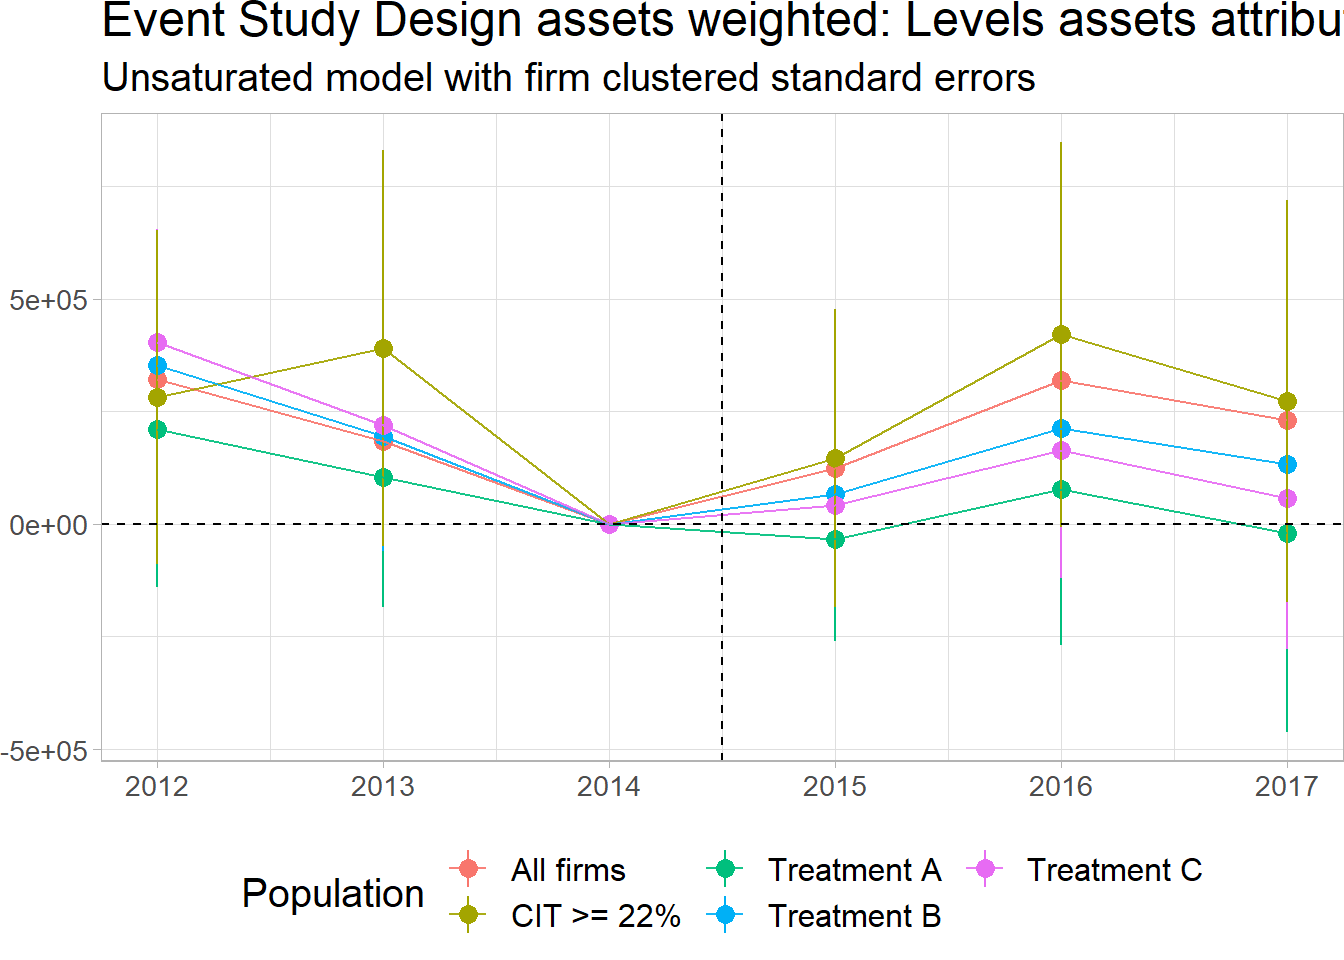 Event Study Design assets weighted: Levels assets attribu
Unsaturated model with firm clustered standard errors
5e+05
0e+00
-5e+05
2012 2013 2014 2015 2016 2017
Population
All firms Treatment A Treatment C
CIT >= 22% Treatment B